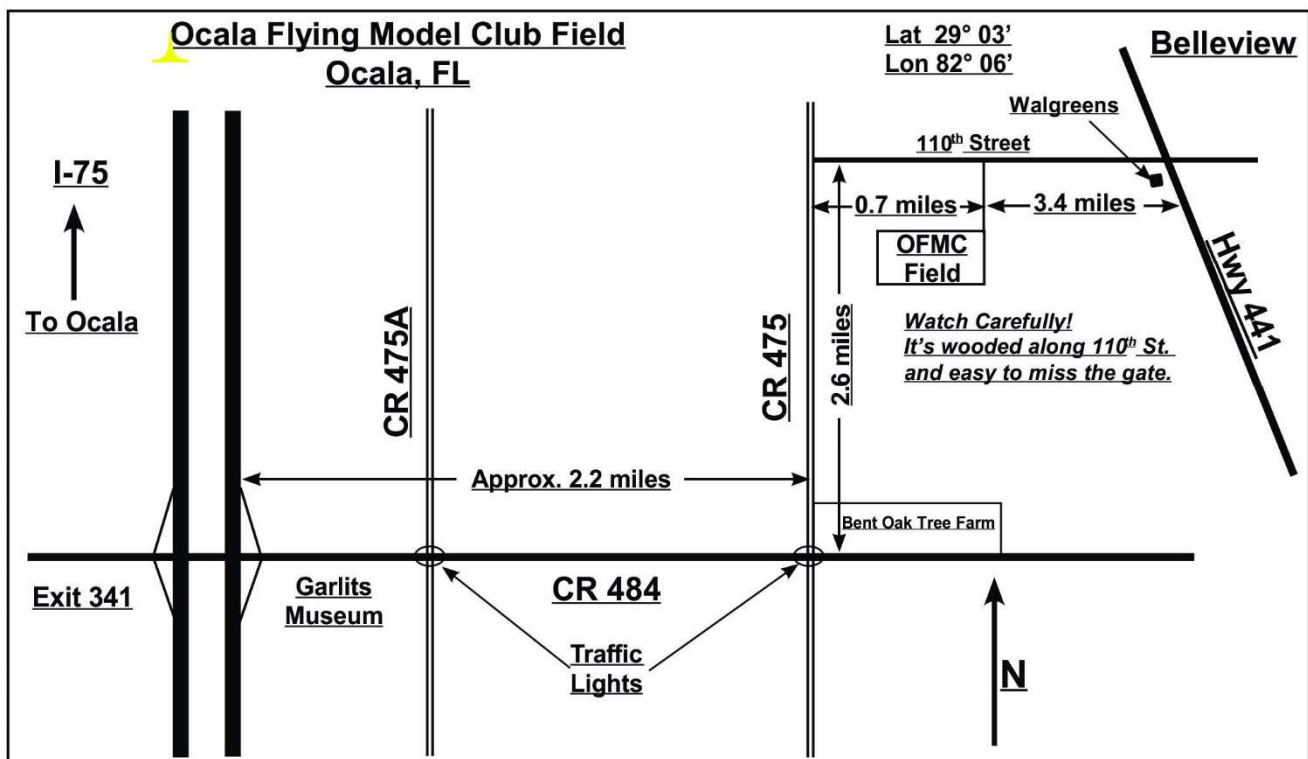 Ocala Flying Model Club Field
Ocala, FL
Lat 29° 03'
Lon 82° 06'
Belleview
Walgreens
110th Street
I-75
To Ocala
0.7 miles
3.4 miles
OFMC
Field
Hwy 441
CR 475A
CR 475
2.6 miles
Watch Carefully!
It's wooded along 110th St.
and easy to miss the gate.
Approx. 2.2 miles
Bent Oak Tree Farm
Exit 341
Garlits
Museum
CR 484
Traffic
Lights
N